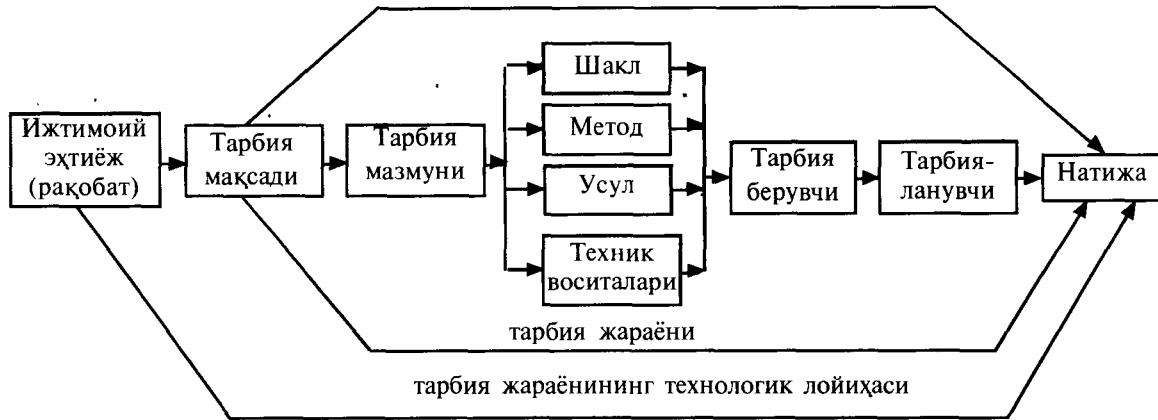 Ижтимоий
эҳтиёж
(рақобат)
Тарбия
мақсади
Тарбия
мазмуни
Шакл
Метод
Усул
Техник
воситалари
Тарбия
берувчи
Тарбия-
ланувчи
Натижа
тарбия жараёни
тарбия жараёнининг технологик лойиҳаси